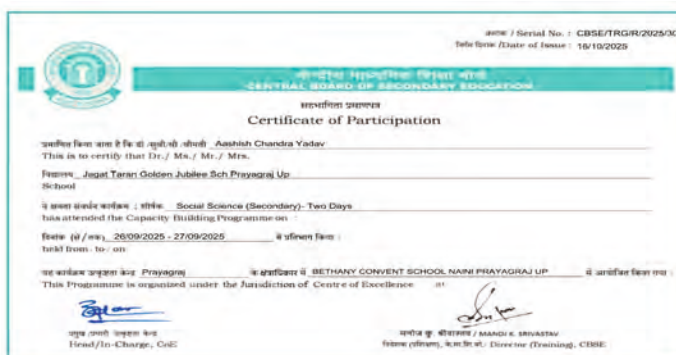 क्रमांक / Serial No. : CBSE/TRG/R/2025/30
तिथि दिनांक /Date of Issue : 16/10/2025
केन्द्रीय माध्यमिक शिक्षा बोर्ड
CENTRAL BOARD OF SECONDARY EDUCATION
सहभागिता प्रमाणपत्र
Certificate of Participation
प्रमाणित किया जाता है कि डॉ /सुश्री/श्री /श्रीमती Aashish Chandra Yadav
This is to certify that Dr./ Ms./ Mr./ Mrs.
विद्यालय Jagat Taran Golden Jubilee Sch Prayagraj Up
School
ने क्षमता संवर्धन कार्यक्रम : शीर्षक Social Science (Secondary)- Two Days
has attended the Capacity Building Programme on
दिनांक (से / तक) 26/09/2025 - 27/09/2025 में प्रतिभाग किया :
held from- to / on
यह कार्यक्रम उत्कृष्टता केन्द्र Prayagraj के क्षेत्राधिकार में BETHANY CONVENT SCHOOL NAINI PRAYAGRAJ UP में आयोजित किया गया :
This Programme is organized under the Jurisdiction of Centre of Excellence at
प्रमुख /प्रभारी उत्कृष्टता केन्द्र मनोज कु. श्रीवास्तव / MANOJ K. SRIVASTAV
Head/In-Charge, CoE निदेशक (प्रशिक्षण), के.मा.शि.बो./ Director (Training), CBSE